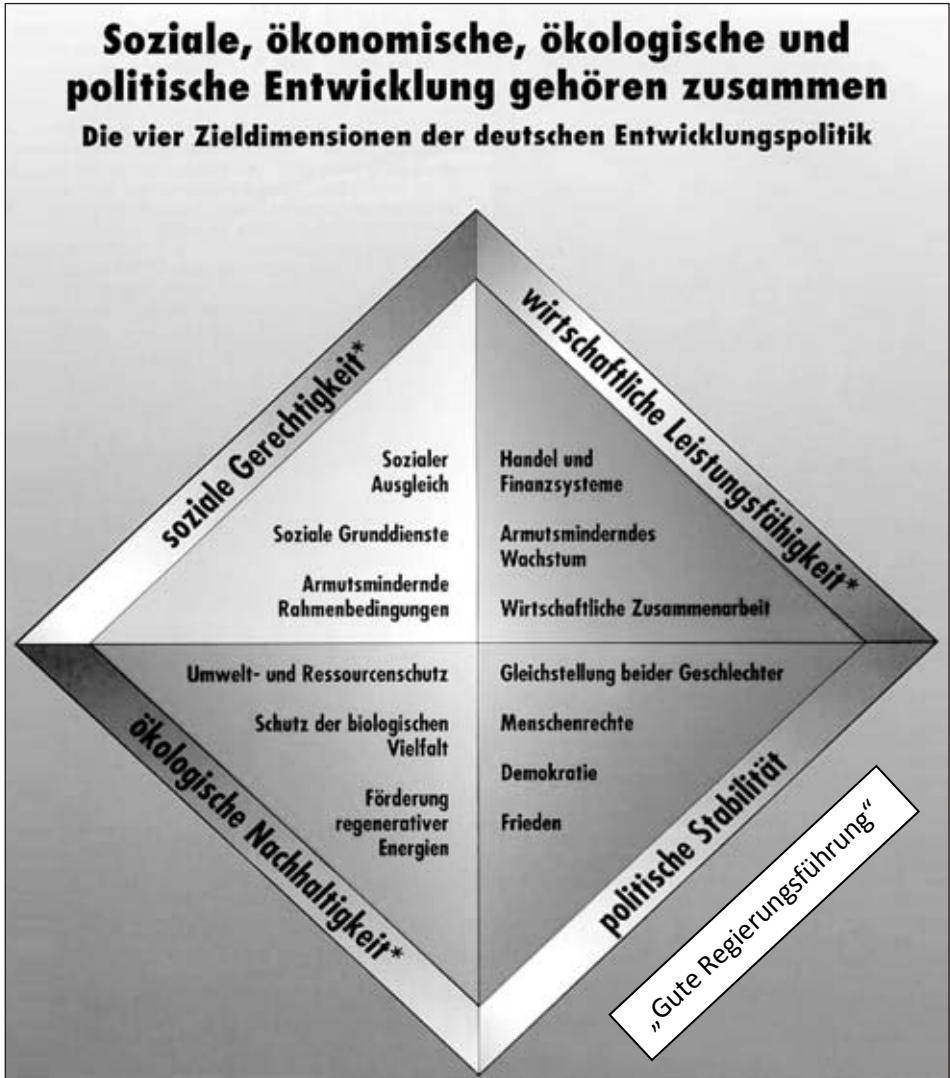 Soziale, ökonomische, ökologische und
politische Entwicklung gehören zusammen
Die vier Zieldimensionen der deutschen Entwicklungspolitik
soziale Gerechtigkeit*
wirtschaftliche Leistungsfähigkeit*
Sozialer
Ausgleich
Soziale Grunddienste
Armutsmindernde
Rahmenbedingungen
Handel und
Finanzsysteme
Armutsminderndes
Wachstum
Wirtschaftliche Zusammenarbeit
Umwelt- und Ressourcenschutz
Schutz der biologischen
Vielfalt
Förderung
regenerativer
Energien
Gleichstellung beider Geschlechter
Menschenrechte
Demokratie
Frieden
ökologische Nachhaltigkeit*
politische Stabilität
„Gute Regierungsführung“